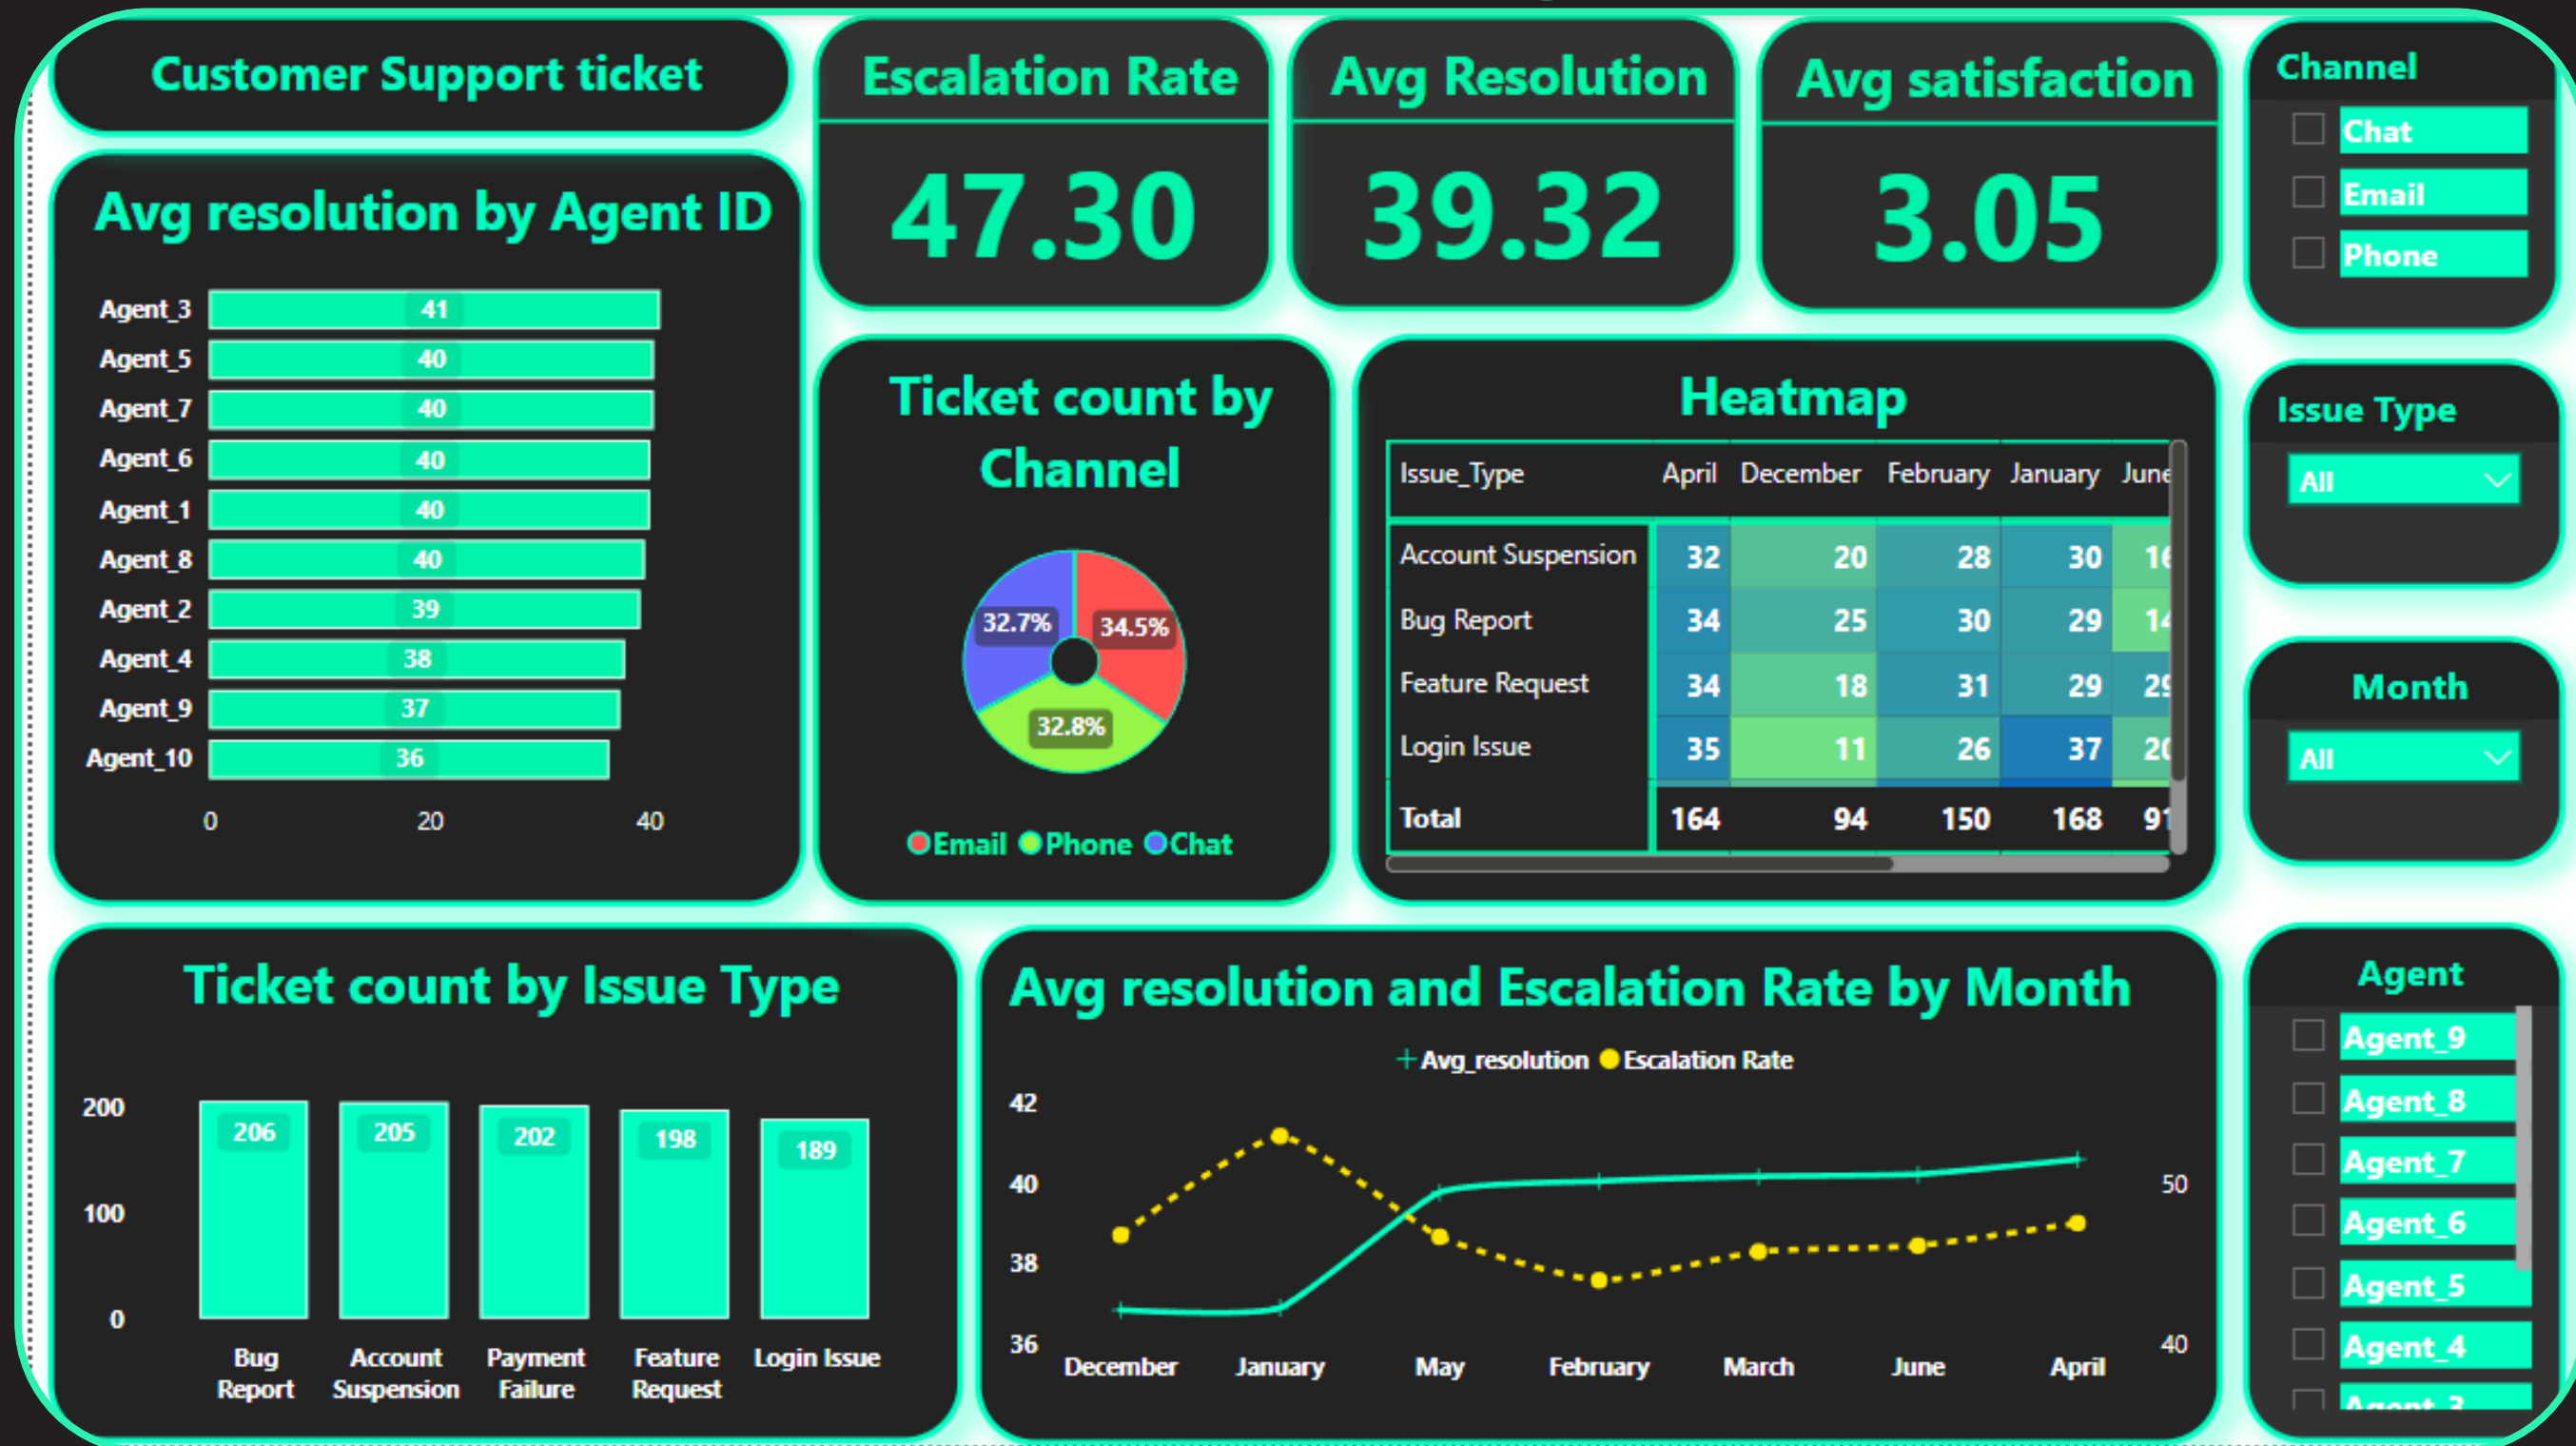 Customer Support ticket
Escalation Rate
47.30
Avg Resolution
39.32
Avg satisfaction
3.05
Channel
Chat
Email
Phone
Avg resolution by Agent ID
Agent_3 41
Agent_5 40
Agent_7 40
Agent_6 40
Agent_1 40
Agent_8 40
Agent_2 39
Agent_4 38
Agent_9 37
Agent_10 36
0 20 40
Ticket count by
Channel
32.7% 34.5%
32.8%
Email Phone Chat
Heatmap
Issue_Type April December February January June
Account Suspension 32 20 28 30 16
Bug Report 34 25 30 29 14
Feature Request 34 18 31 29 29
Login Issue 35 11 26 37 20
Total 164 94 150 168 91
Issue Type
All
Month
All
Ticket count by Issue Type
200
100
0
206 205 202 198 189
Bug Account Payment Feature Login Issue
Report Suspension Failure Request
Avg resolution and Escalation Rate by Month
Avg_resolution Escalation Rate
42
40 50
38
36 40
December January May February March June April
Agent
Agent_9
Agent_8
Agent_7
Agent_6
Agent_5
Agent_4
Agent_3